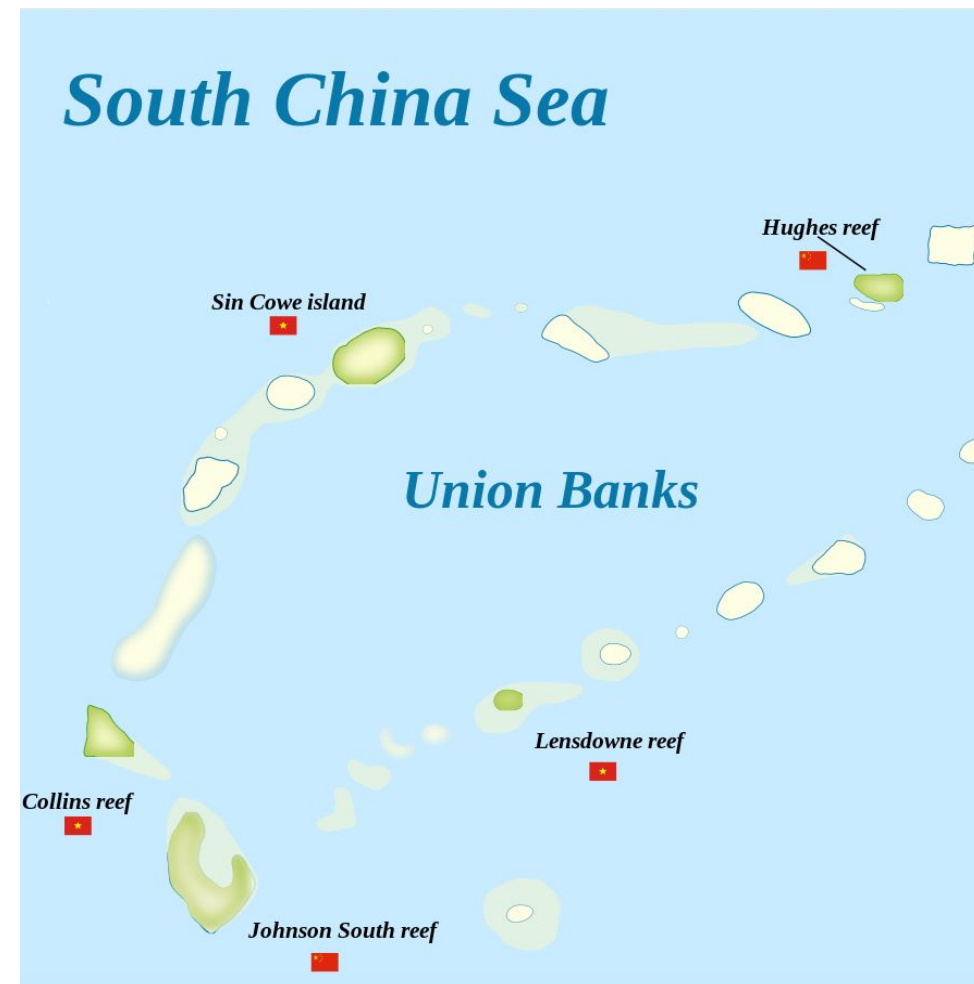 South China Sea
Hughes reef
Sin Cowe island
Union Banks
Lensdowne reef
Collins reef
Johnson South reef